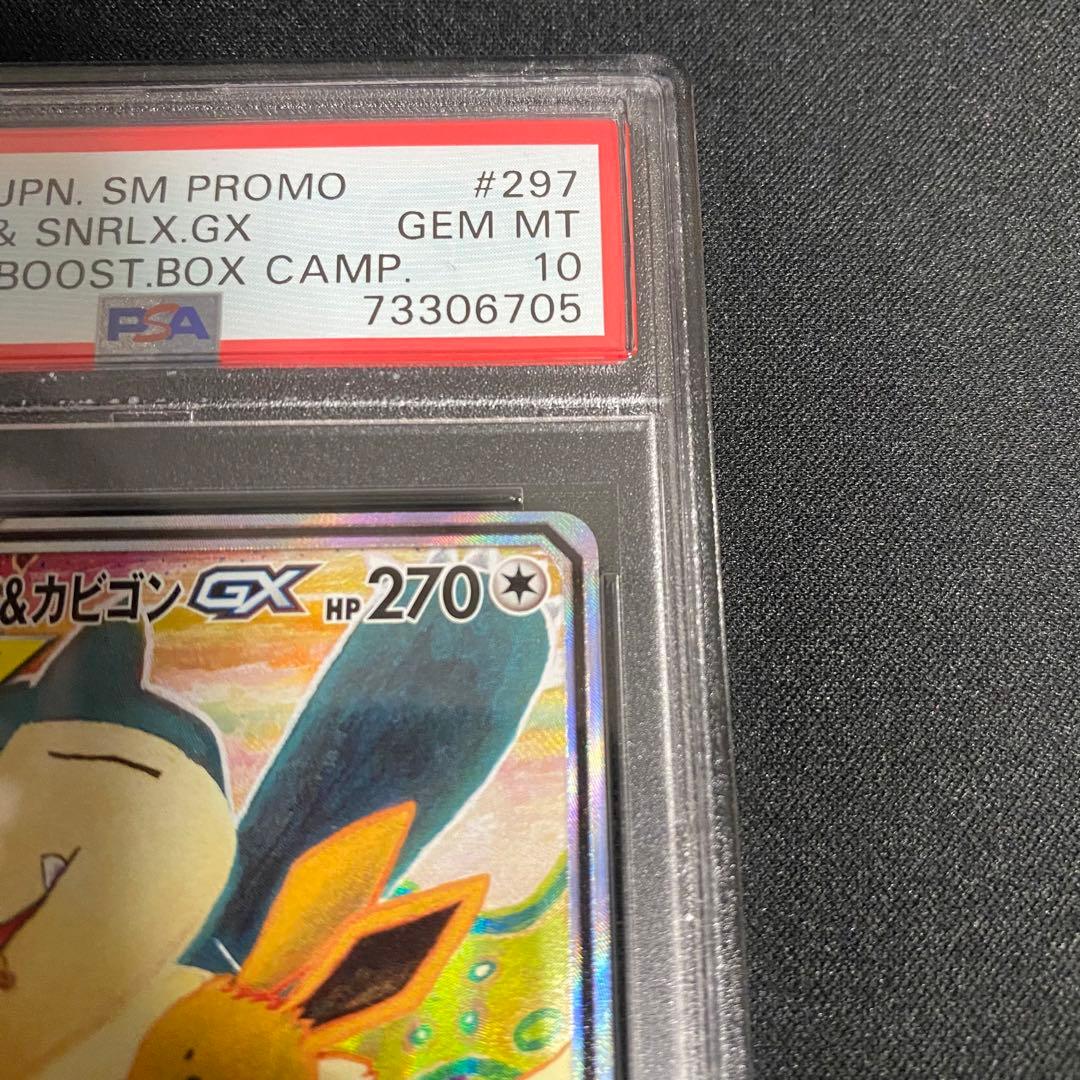 JPN. SM PROMO #297
& SNRLX.GX GEM MT
BOOST.BOX CAMP. 10
PSA 73306705
&カビゴン GX HP 270